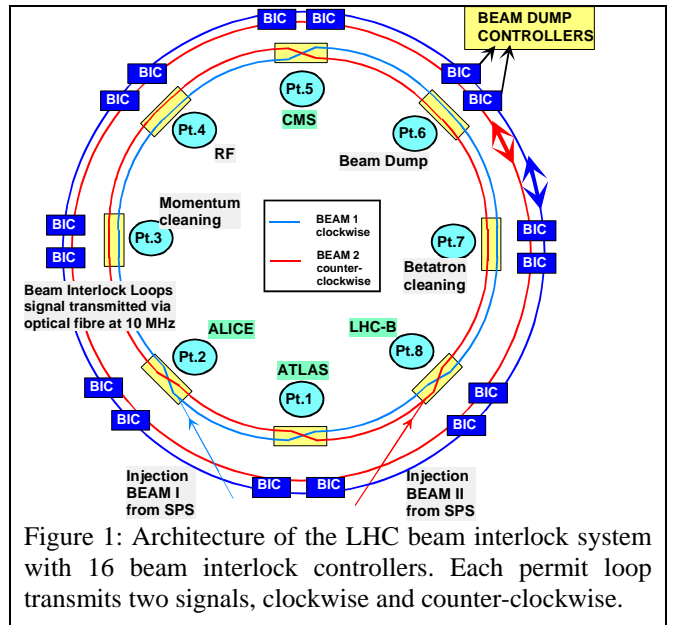 BIC
BIC
BEAM DUMP
CONTROLLERS
BIC
BIC
BIC
BIC
Pt.5
CMS
Pt.4
RF
Pt.6
Beam Dump
Momentum
cleaning
BEAM 1
clockwise
BEAM 2
counter-
clockwise
BIC
BIC
Pt.3
Pt.7
Betatron
cleaning
BIC
BIC
Beam Interlock Loops
signal transmitted via
optical fibre at 10 MHz
ALICE
Pt.2
LHC-B
Pt.8
ATLAS
Pt.1
BIC
BIC
BIC
BIC
Injection
BEAM I
from SPS
BIC
BIC
Injection
BEAM II
from SPS
Figure 1: Architecture of the LHC beam interlock system
with 16 beam interlock controllers. Each permit loop
transmits two signals, clockwise and counter-clockwise.